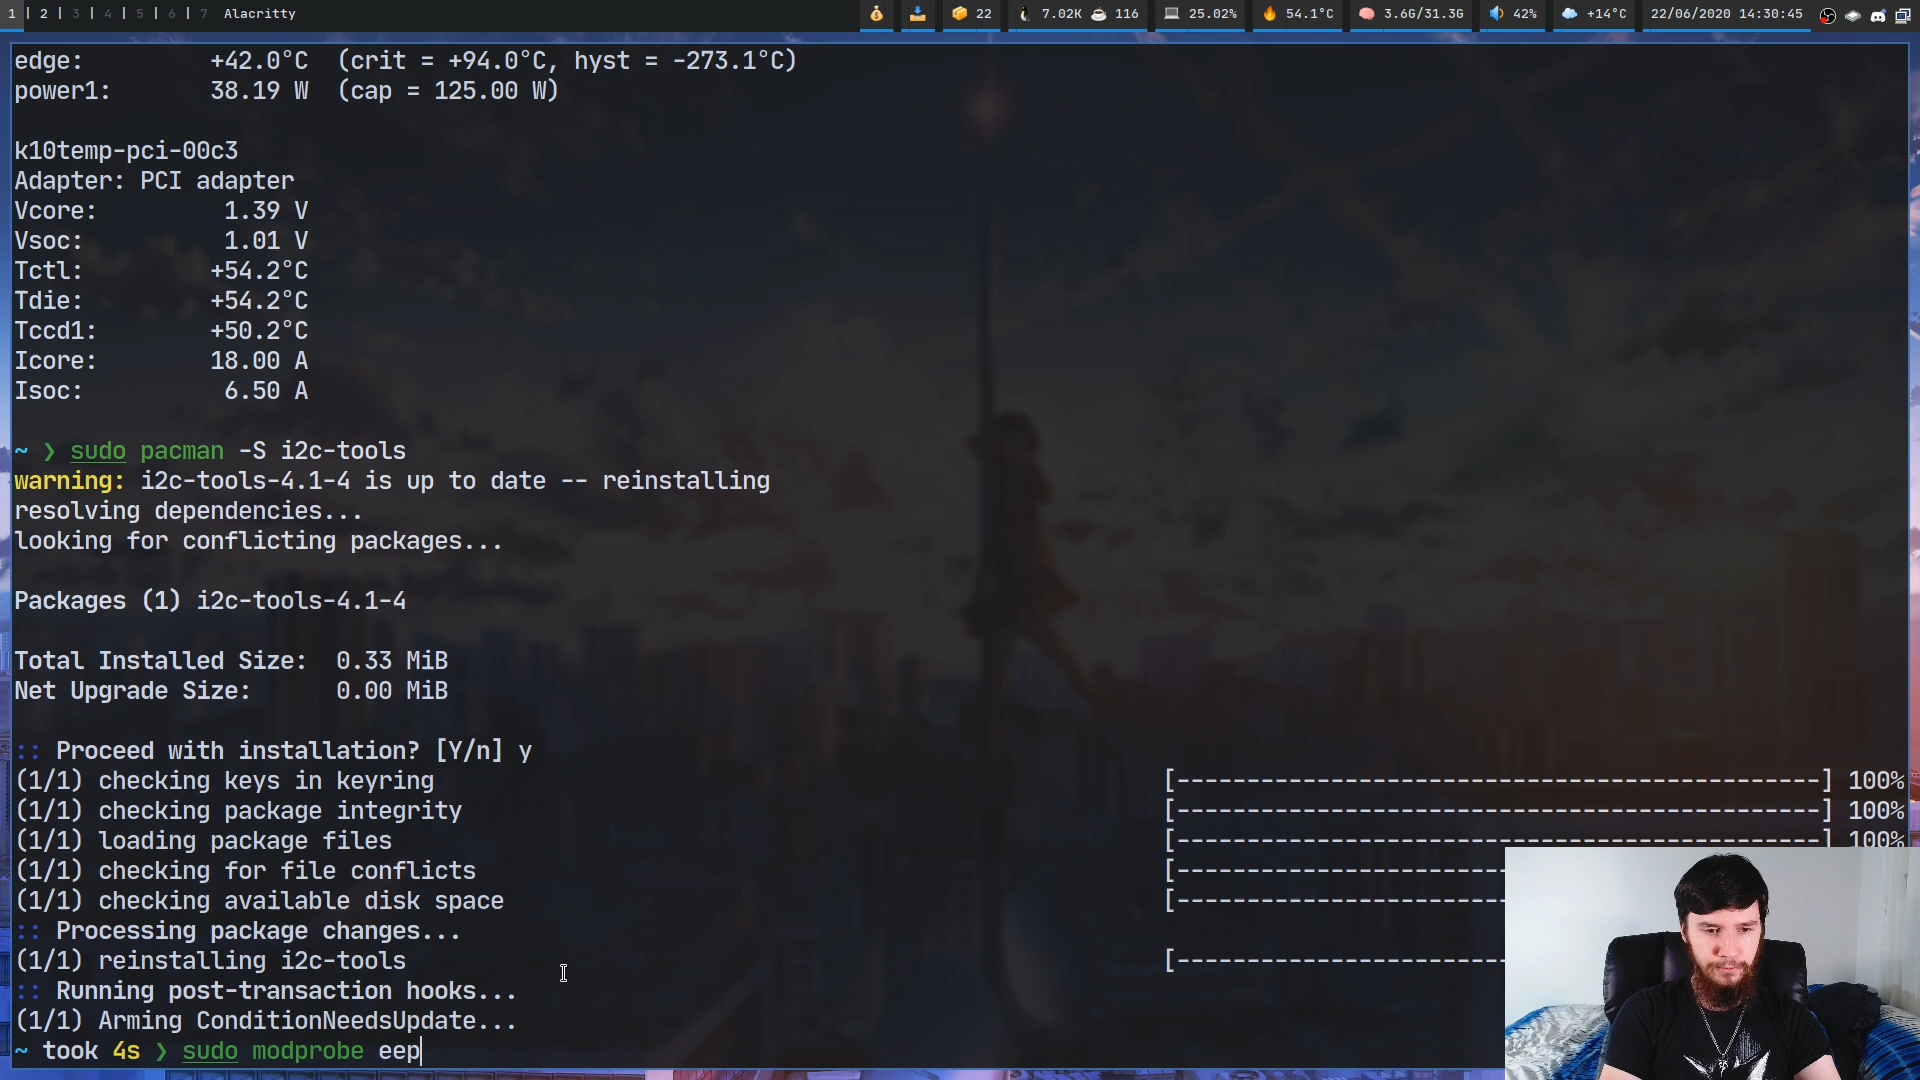 1 | 2 | 3 | 4 | 5 | 6 | 7 Alacritty 22 7.02K 116 25.02% 54.1°C 3.6G/31.3G 42% +14°C 22/06/2020 14:30:45
edge: +42.0°C (crit = +94.0°C, hyst = -273.1°C)
power1: 38.19 W (cap = 125.00 W)
k10temp-pci-00c3
Adapter: PCI adapter
Vcore: 1.39 V
Vsoc: 1.01 V
Tctl: +54.2°C
Tdie: +54.2°C
Tccd1: +50.2°C
Icore: 18.00 A
Isoc: 6.50 A
~ ❯ sudo pacman -S i2c-tools
warning: i2c-tools-4.1-4 is up to date -- reinstalling
resolving dependencies...
looking for conflicting packages...
Packages (1) i2c-tools-4.1-4
Total Installed Size: 0.33 MiB
Net Upgrade Size: 0.00 MiB
:: Proceed with installation? [Y/n] y
(1/1) checking keys in keyring [----------------------------------------------] 100%
(1/1) checking package integrity [----------------------------------------------] 100%
(1/1) loading package files [----------------------------------------------] 100%
(1/1) checking for file conflicts [------------------------
(1/1) checking available disk space [------------------------
:: Processing package changes...
(1/1) reinstalling i2c-tools [------------------------
:: Running post-transaction hooks...
(1/1) Arming ConditionNeedsUpdate...
~ took 4s ❯ sudo modprobe eep